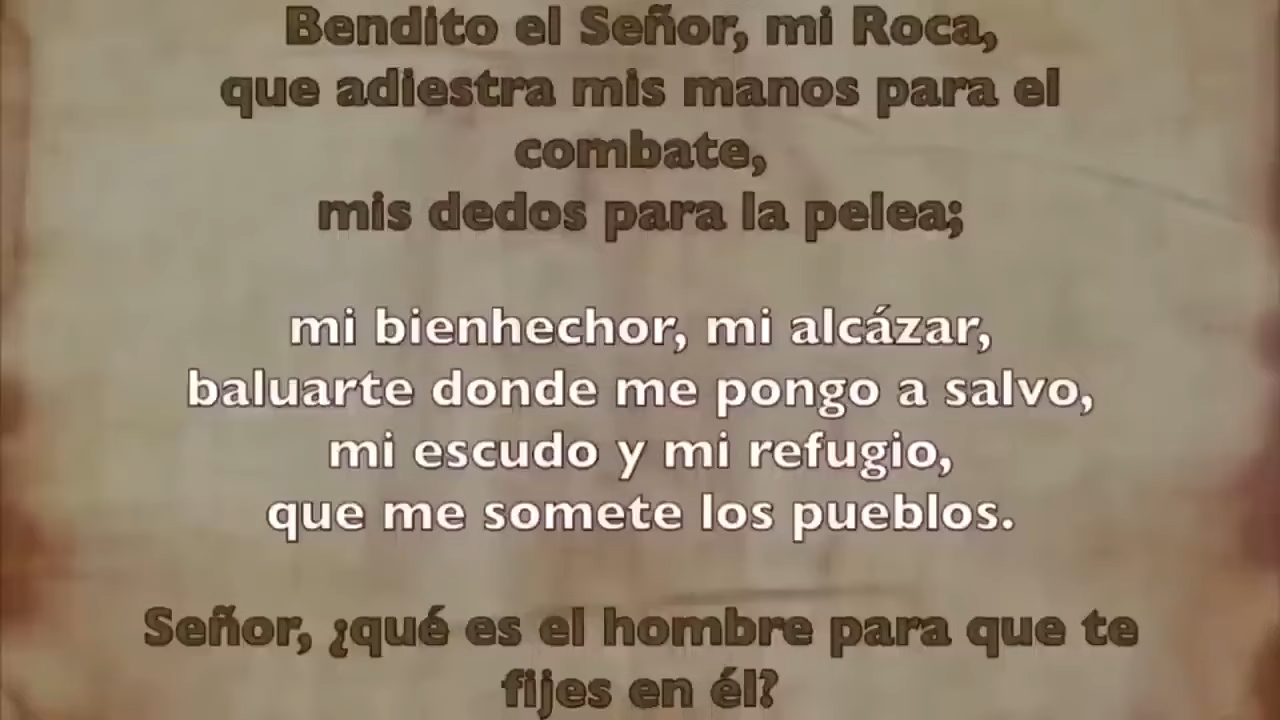 Bendito el Señor, mi Roca,
que adiestra mis manos para el
combate,
mis dedos para la pelea;
mi bienhechor, mi alcázar,
baluarte donde me pongo a salvo,
mi escudo y mi refugio,
que me somete los pueblos.
Señor, ¿qué es el hombre para que te
fijes en él?